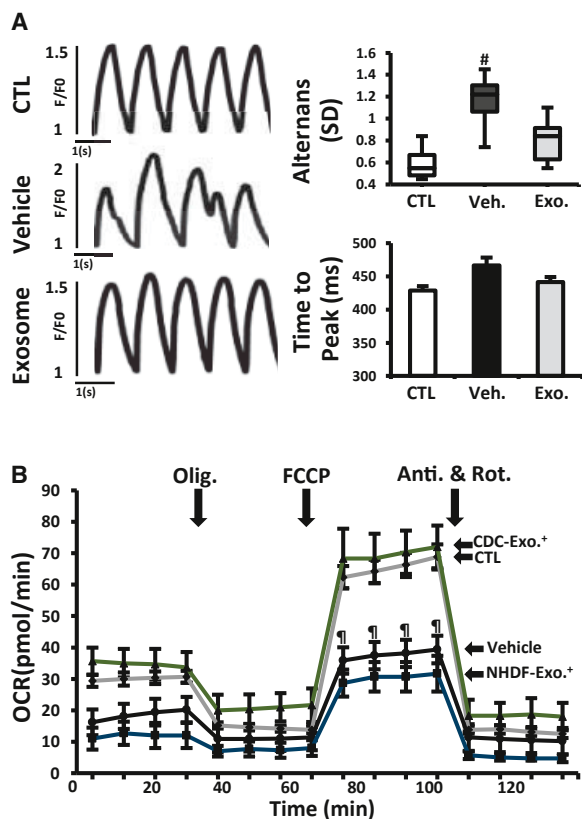 A
CTL
1.5
F/F0
1
1(s)
Vehicle
2
F/F0
1
1(s)
Exosome
1.5
F/F0
1
1(s)
Alternans
(SD)
1.6
1.4
1.2
1.0
0.8
0.6
0.4
#
CTL Veh. Exo.
Time to
Peak (ms)
500
450
400
350
300
CTL Veh. Exo.
B
Olig. FCCP Anti. & Rot.
OCR(pmol/min)
90
80
70
60
50
40
30
20
10
0
CDC-Exo.+
CTL
¶ ¶ ¶ ¶
Vehicle
NHDF-Exo.+
0 20 40 60 80 100 120
Time (min)